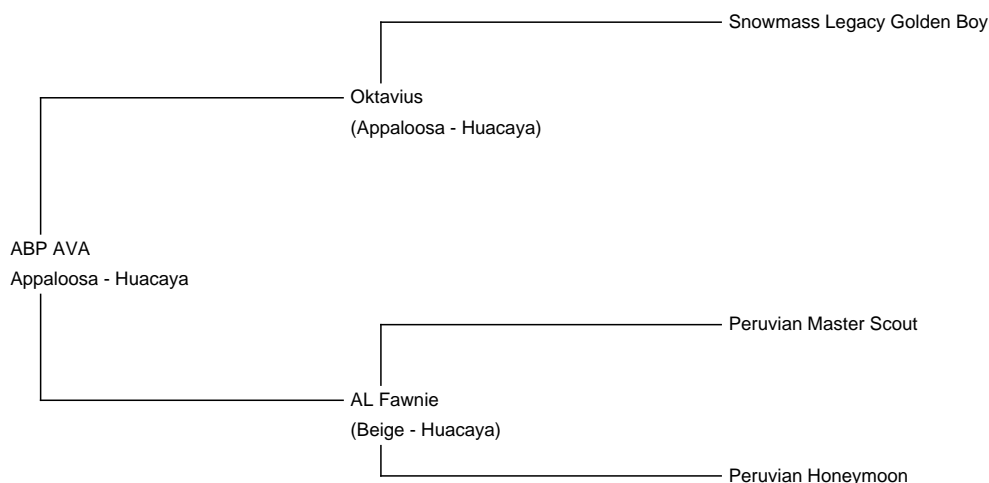 Snowmass Legacy Golden Boy
Oktavius
(Appaloosa - Huacaya)
ABP AVA
Appaloosa - Huacaya
Peruvian Master Scout
AL Fawnie
(Beige - Huacaya)
Peruvian Honeymoon